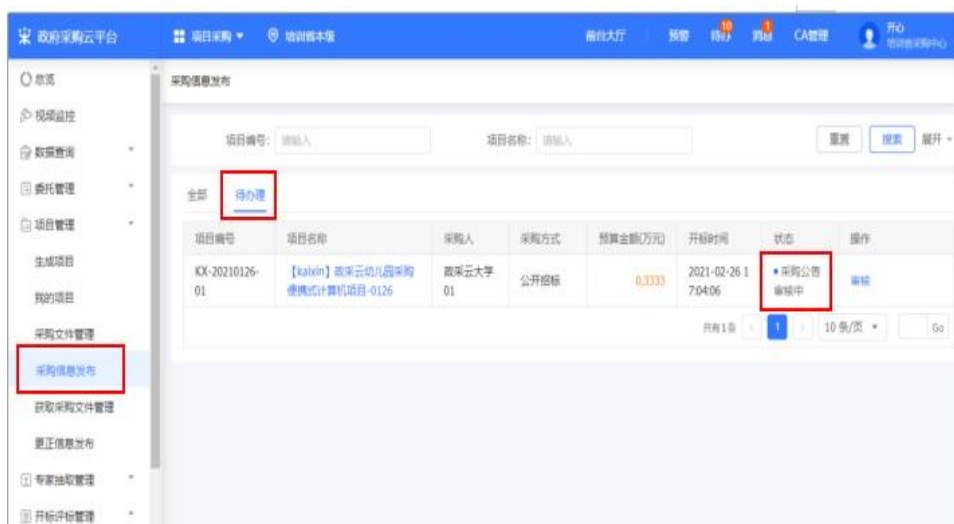 政府采购云平台
项目采购
培训省本级
前台大厅
预警
待办
10
消息
CA管理
开心
培训省采购中心
总览
视频监控
数据查询
委托管理
项目管理
生成项目
我的项目
采购文件管理
采购信息发布
获取采购文件管理
更正信息发布
专家抽取管理
开标评标管理
采购信息发布
项目编号: 请输入
项目名称: 请输入
重置
搜索
展开
全部
待办理
项目编号 项目名称 采购人 采购方式 预算金额(万元) 开标时间 状态 操作
KX-20210126- 【kaixin】政采云幼儿园采购 政采云大学 公开招标 0.3333 2021-02-26 1 采购公告 审核
01 便携式计算机项目-0126 01 7:04:06 审核中
共有1条 1 10 条/页 Go